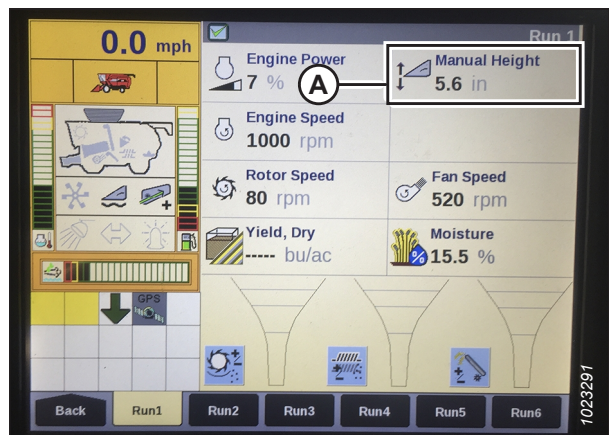 0.0 mph
Run 1
Engine Power
7 %
A
Manual Height
5.6 in
Engine Speed
1000 rpm
Rotor Speed
80 rpm
Fan Speed
520 rpm
Yield, Dry
----- bu/ac
Moisture
% 15.5 %
GPS
Back
Run1
Run2
Run3
Run4
Run5
Run6
1023291